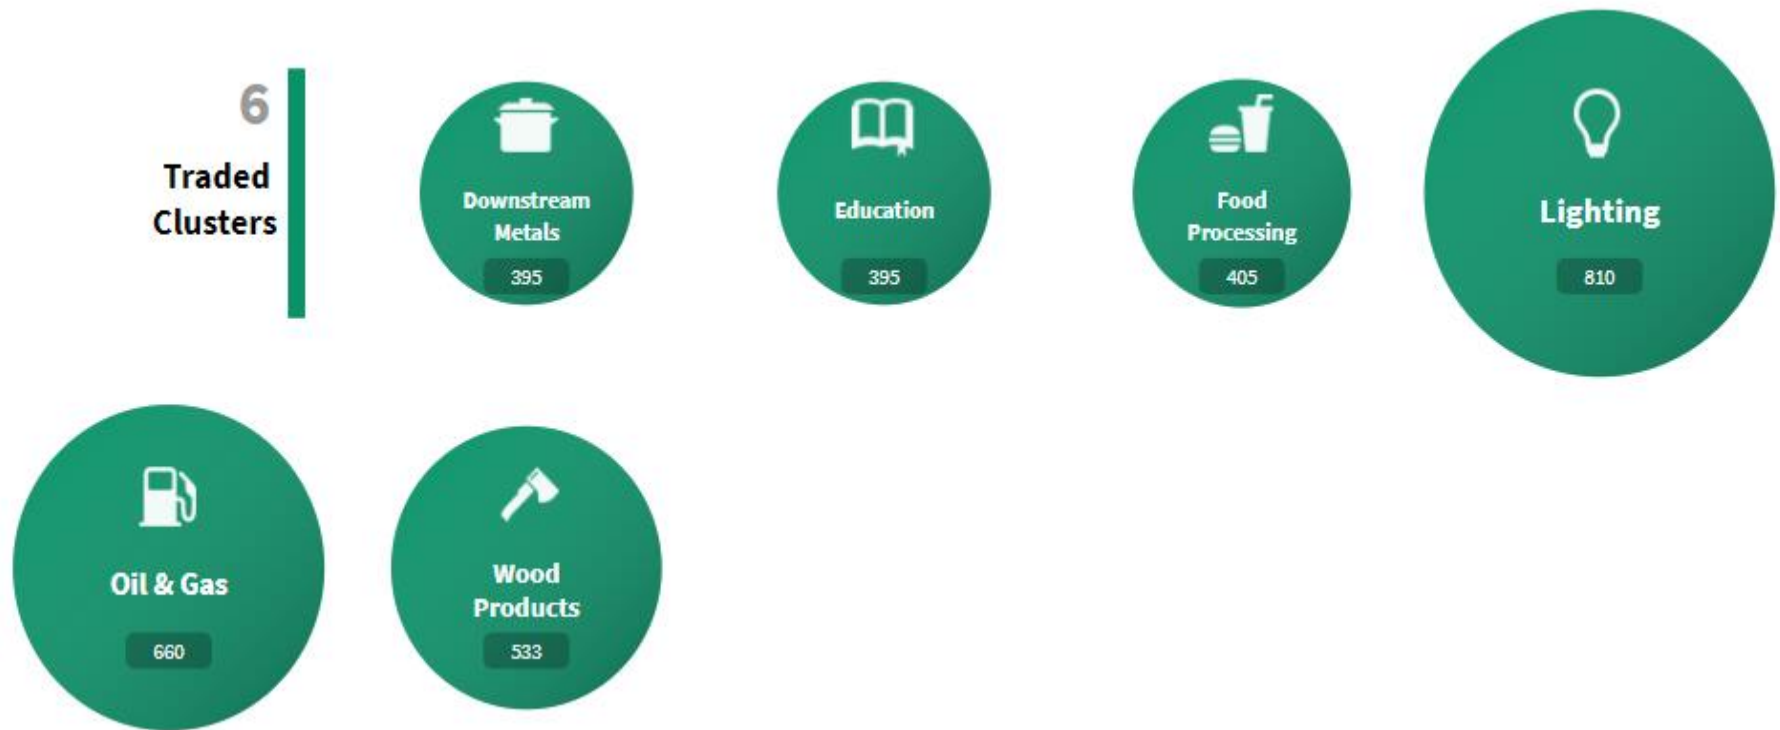 6
Traded
Clusters
Downstream
Metals
395
Education
395
Food
Processing
405
Lighting
810
Oil & Gas
660
Wood
Products
533